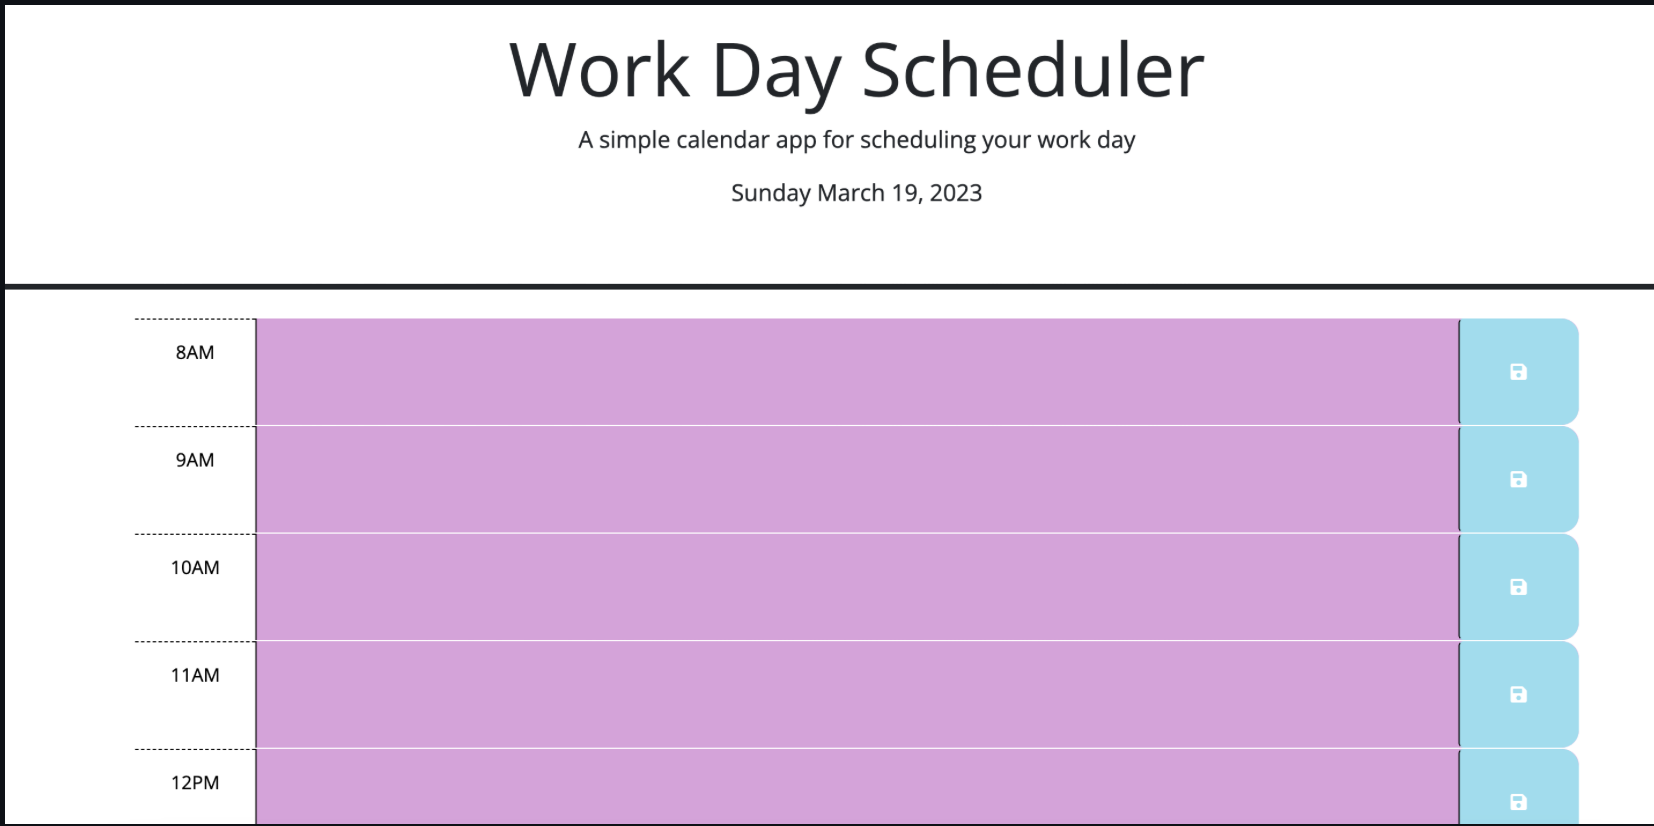 Work Day Scheduler
A simple calendar app for scheduling your work day
Sunday March 19, 2023
8AM
9AM
10AM
11AM
12PM